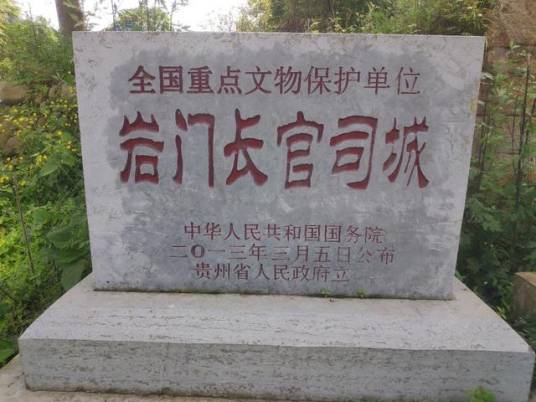 全国重点文物保护单位
岩门长官司城
中华人民共和国国务院
二〇一三年三月五日公布
贵州省人民政府立